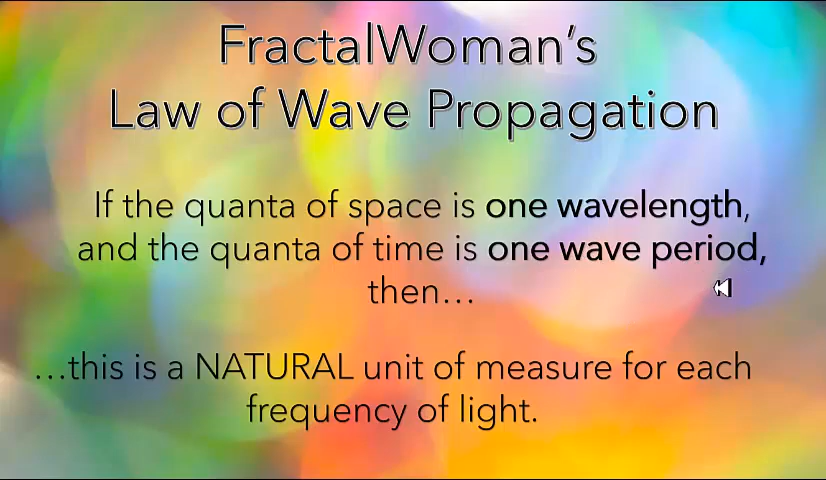 FractalWoman’s
Law of Wave Propagation
If the quanta of space is one wavelength,
and the quanta of time is one wave period,
then…
…this is a NATURAL unit of measure for each
frequency of light.